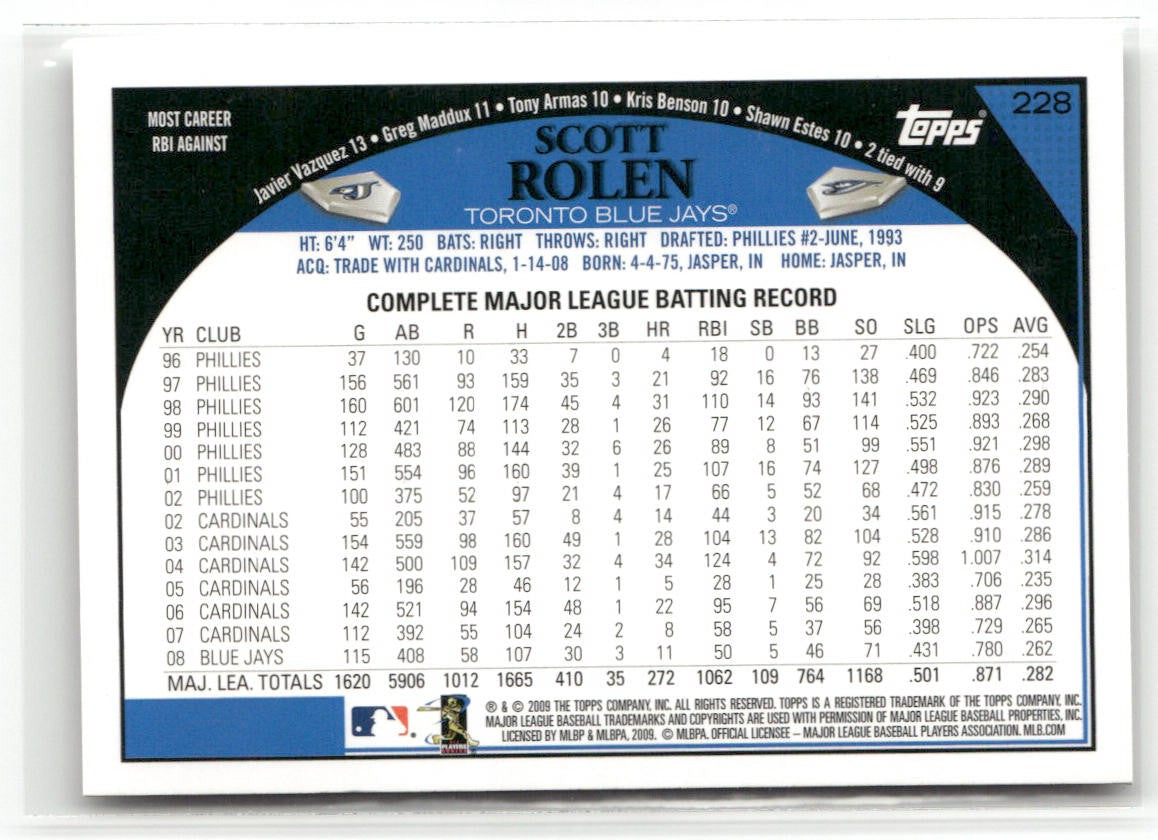 MOST CAREER
RBI AGAINST
Javier Vazquez 13 • Greg Maddux 11 • Tony Armas 10 • Kris Benson 10 • Shawn Estes 10 • 2 tied with 9
Topps®
228
SCOTT
ROLEN
TORONTO BLUE JAYS®
HT: 6'4" WT: 250 BATS: RIGHT THROWS: RIGHT DRAFTED: PHILLIES #2-JUNE, 1993
ACQ: TRADE WITH CARDINALS, 1-14-08 BORN: 4-4-75, JASPER, IN HOME: JASPER, IN
COMPLETE MAJOR LEAGUE BATTING RECORD
YR CLUB G AB R H 2B 3B HR RBI SB BB SO SLG OPS AVG
96 PHILLIES 37 130 10 33 7 0 4 18 0 13 27 .400 .722 .254
97 PHILLIES 156 561 93 159 35 3 21 92 16 76 138 .469 .846 .283
98 PHILLIES 160 601 120 174 45 4 31 110 14 93 141 .532 .923 .290
99 PHILLIES 112 421 74 113 28 1 26 77 12 67 114 .525 .893 .268
00 PHILLIES 128 483 88 144 32 6 26 89 8 51 99 .551 .921 .298
01 PHILLIES 151 554 96 160 39 1 25 107 16 74 127 .498 .876 .289
02 PHILLIES 100 375 52 97 21 4 17 66 5 52 68 .472 .830 .259
02 CARDINALS 55 205 37 57 8 4 14 44 3 20 34 .561 .915 .278
03 CARDINALS 154 559 98 160 49 1 28 104 13 82 104 .528 .910 .286
04 CARDINALS 142 500 109 157 32 4 34 124 4 72 92 .598 1.007 .314
05 CARDINALS 56 196 28 46 12 1 5 28 1 25 28 .383 .706 .235
06 CARDINALS 142 521 94 154 48 1 22 95 7 56 69 .518 .887 .296
07 CARDINALS 112 392 55 104 24 2 8 58 5 37 56 .398 .729 .265
08 BLUE JAYS 115 408 58 107 30 3 11 50 5 46 71 .431 .780 .262
MAJ. LEA. TOTALS 1620 5906 1012 1665 410 35 272 1062 109 764 1168 .501 .871 .282
® & © 2009 THE TOPPS COMPANY, INC. ALL RIGHTS RESERVED. TOPPS IS A REGISTERED TRADEMARK OF THE TOPPS COMPANY, INC.
MAJOR LEAGUE BASEBALL TRADEMARKS AND COPYRIGHTS ARE USED WITH PERMISSION OF MAJOR LEAGUE BASEBALL PROPERTIES, INC.
LICENSED BY MLBP & MLBPA, 2009. © MLBPA. OFFICIAL LICENSEE – MAJOR LEAGUE BASEBALL PLAYERS ASSOCIATION. MLB.COM
PLAYERS